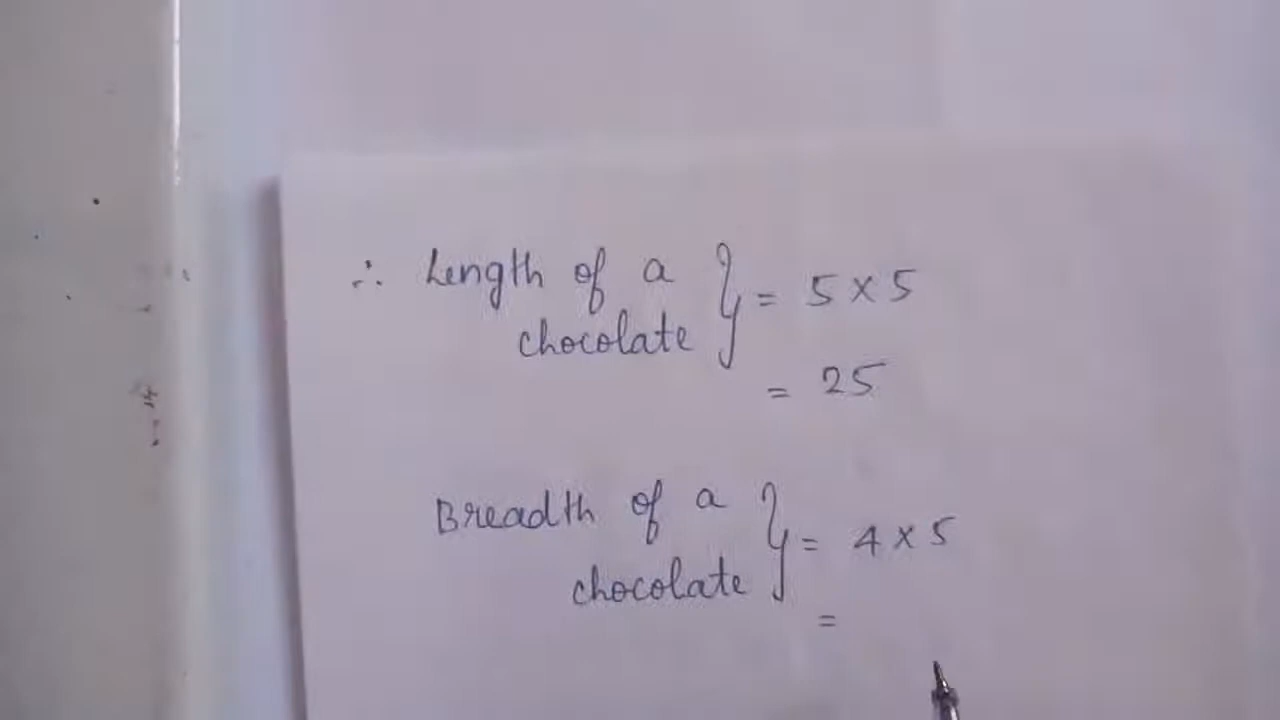 ∴ Length of a } = 5 × 5
chocolate
= 25
Breadth of a } = 4 × 5
chocolate
=